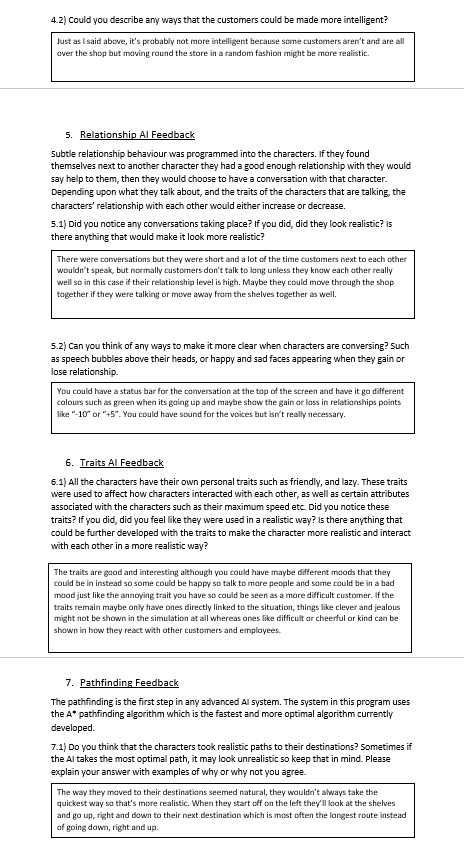 4.2) Could you describe any ways that the customers could be made more intelligent?
Just as I said above, it's probably not more intelligent because some customers aren't and are all
over the shop but moving round the store in a random fashion might be more realistic.
5. Relationship AI Feedback
Subtle relationship behaviour was programmed into the characters. If they found
themselves next to another character they had a good enough relationship with they would
say help to them, then they would choose to have a conversation with that character.
Depending upon what they talk about, and the traits of the characters that are talking, the
characters' relationship with each other would either increase or decrease.
5.1) Did you notice any conversations taking place? If you did, did they look realistic? Is
there anything that would make it look more realistic?
There were conversations but they were short and a lot of the time customers next to each other
wouldn't speak, but normally customers don't talk to long unless they know each other really
well so in this case if their relationship level is high. Maybe they could move through the shop
together if they were talking or move away from the shelves together as well.
5.2) Can you think of any ways to make it more clear when characters are conversing? Such
as speech bubbles above their heads, or happy and sad faces appearing when they gain or
lose relationship.
You could have a status bar for the conversation at the top of the screen and have it go different
colours such as green when its going up and maybe show the gain or loss in relationships points
like "-10" or "+5". You could have sound for the voices but isn't really necessary.
6. Traits AI Feedback
6.1) All the characters have their own personal traits such as friendly, and lazy. These traits
were used to affect how characters interacted with each other, as well as certain attributes
associated with the characters such as their maximum speed etc. Did you notice these
traits? If you did, did you feel like they were used in a realistic way? Is there anything that
could be further developed with the traits to make the character more realistic and interact
with each other in a more realistic way?
The traits are good and interesting although you could have maybe different moods that they
could be in instead so some could be happy so talk to more people and some could be in a bad
mood just like the annoying trait you have so could be seen as a more difficult customer. If the
traits remain maybe only have ones directly linked to the situation, things like clever and jealous
might not be shown in the simulation at all whereas ones like difficult or cheerful or kind can be
shown in how they react with other customers and employees.
7. Pathfinding Feedback
The pathfinding is the first step in any advanced AI system. The system in this program uses
the A* pathfinding algorithm which is the fastest and more optimal algorithm currently
developed.
7.1) Do you think that the characters took realistic paths to their destinations? Sometimes if
the AI takes the most optimal path, it may look unrealistic so keep that in mind. Please
explain your answer with examples of why or why not you agree.
The way they moved to their destinations seemed natural, they wouldn't always take the
quickest way so that's more realistic. When they start off on the left they'll look at the shelves
and go up, right and down to their next destination which is most often the longest route instead
of going down, right and up.